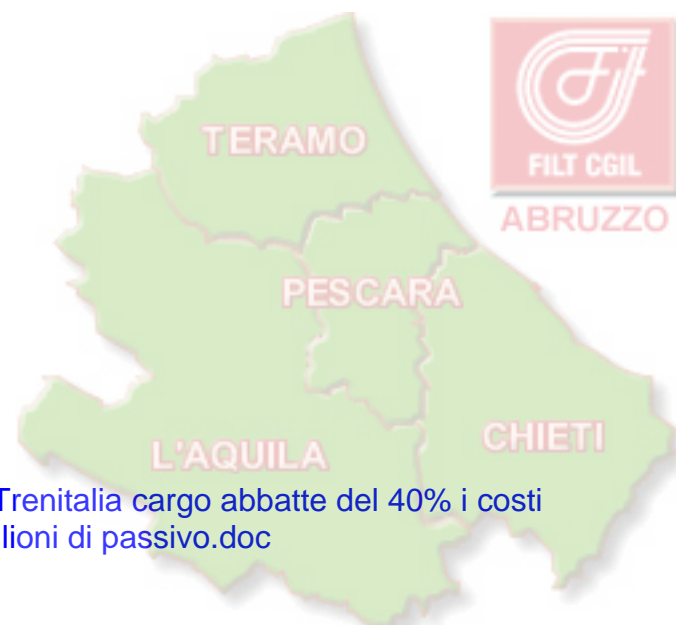 TERAMO
FILT CGIL
ABRUZZO
PESCARA
CHIETI
L'AQUILA
Trenitalia cargo abbatte del 40% i costi
lioni di passivo.doc